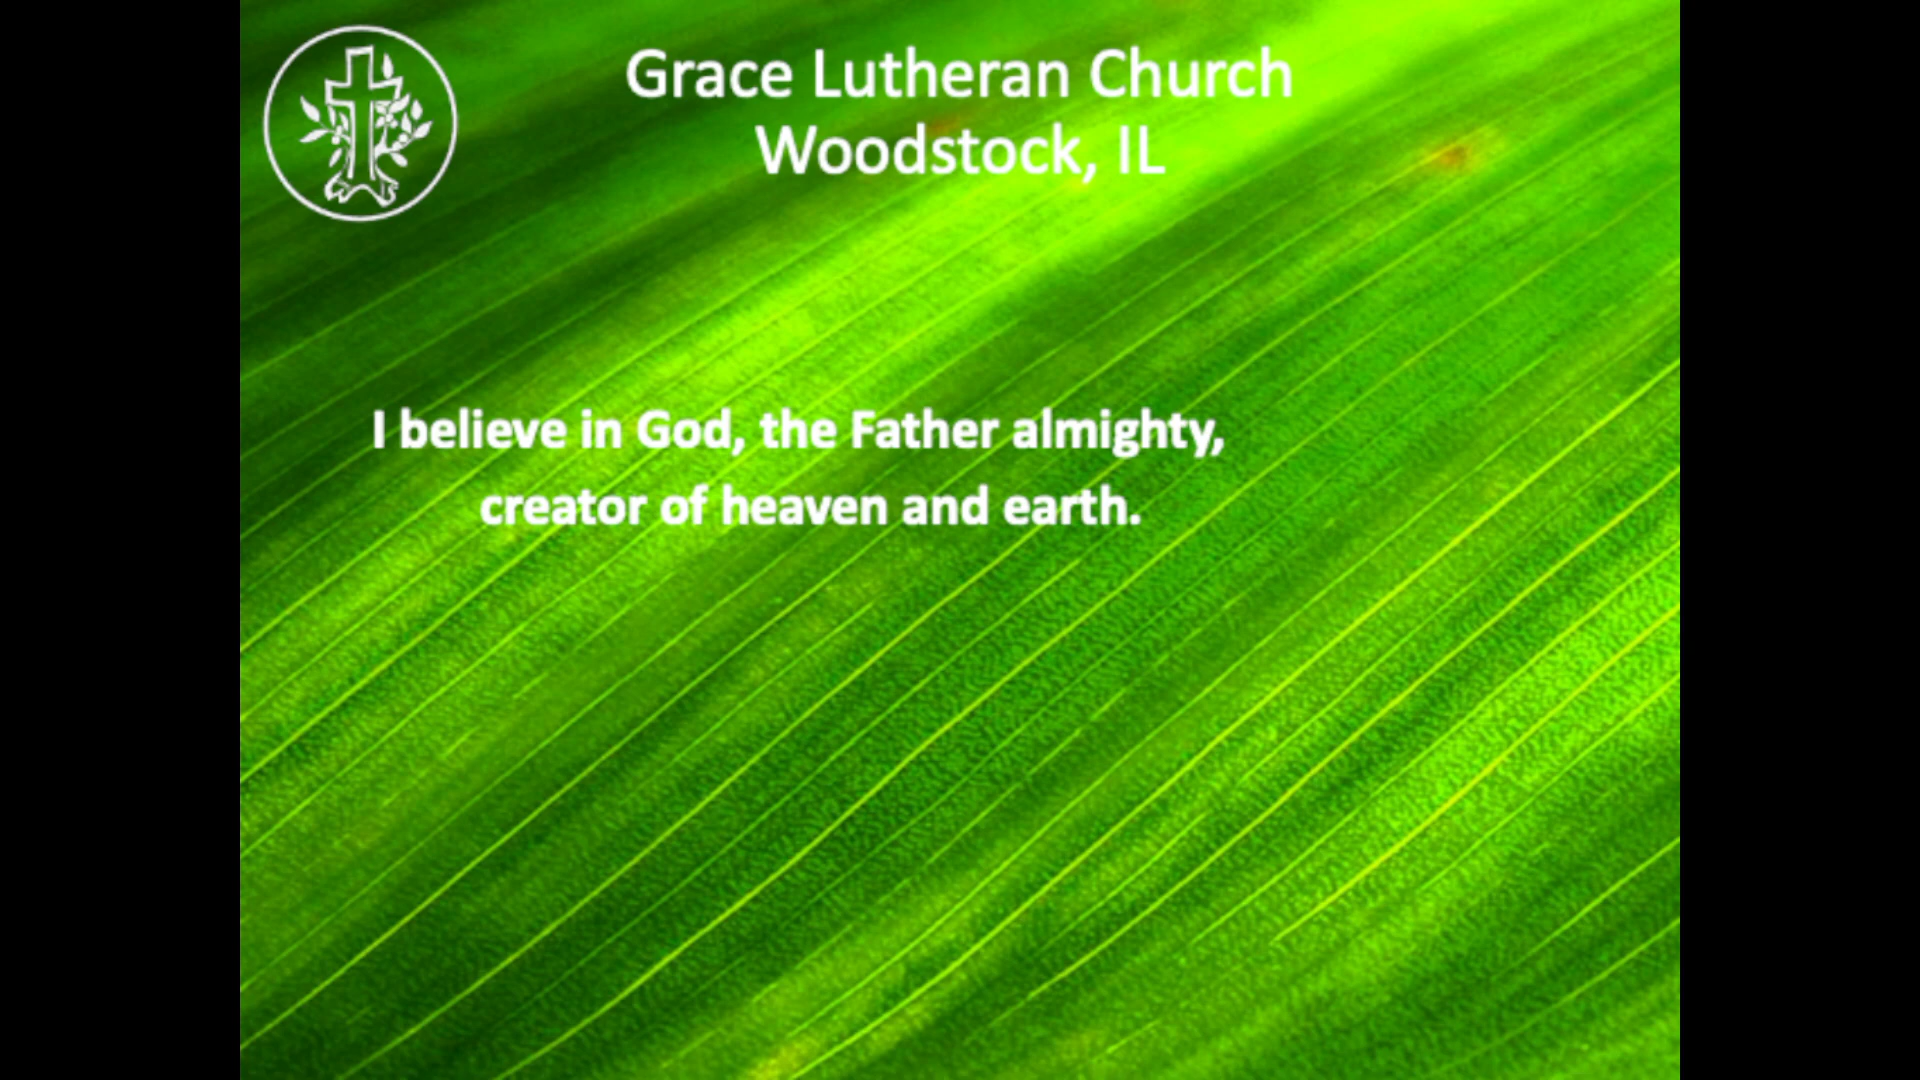 Grace Lutheran Church
Woodstock, IL
I believe in God, the Father almighty,
creator of heaven and earth.